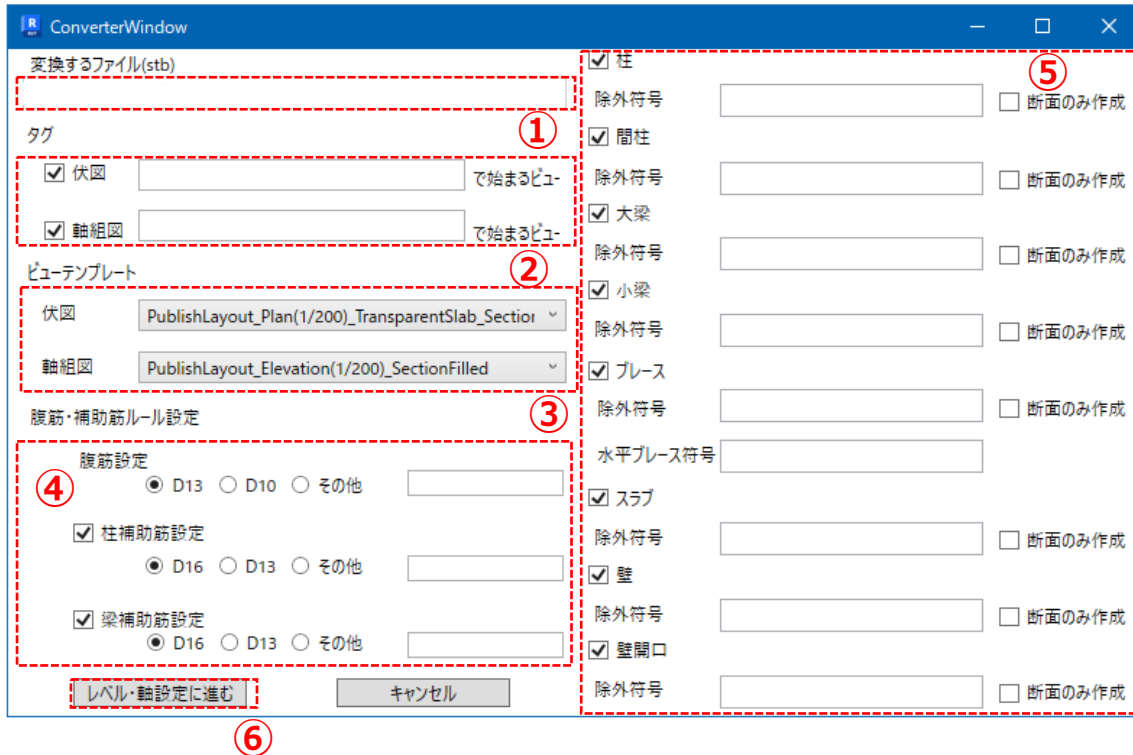 R
ConverterWindow
変換するファイル(stb)
①
タグ
伏図
で始まるビュー
軸組図
で始まるビュー
②
ビューテンプレート
伏図
PublishLayout_Plan(1/200)_TransparentSlab_Section
軸組図
PublishLayout_Elevation(1/200)_SectionFilled
③
腹筋・補助筋ルール設定
④
腹筋設定
D13 D10 その他
柱補助筋設定
D16 D13 その他
梁補助筋設定
D16 D13 その他
レベル・軸設定に進む
キャンセル
⑥
⑤
柱
除外符号
断面のみ作成
間柱
除外符号
断面のみ作成
大梁
除外符号
断面のみ作成
小梁
除外符号
断面のみ作成
ブレース
除外符号
断面のみ作成
水平ブレース符号
スラブ
除外符号
断面のみ作成
壁
除外符号
断面のみ作成
壁開口
除外符号
断面のみ作成